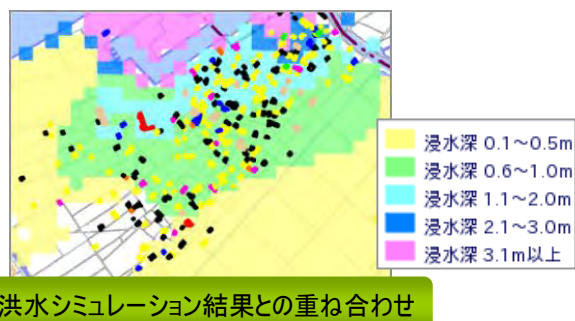 浸水深 0.1～0.5m
浸水深 0.6～1.0m
浸水深 1.1～2.0m
浸水深 2.1～3.0m
浸水深 3.1m以上
洪水シミュレーション結果との重ね合わせ